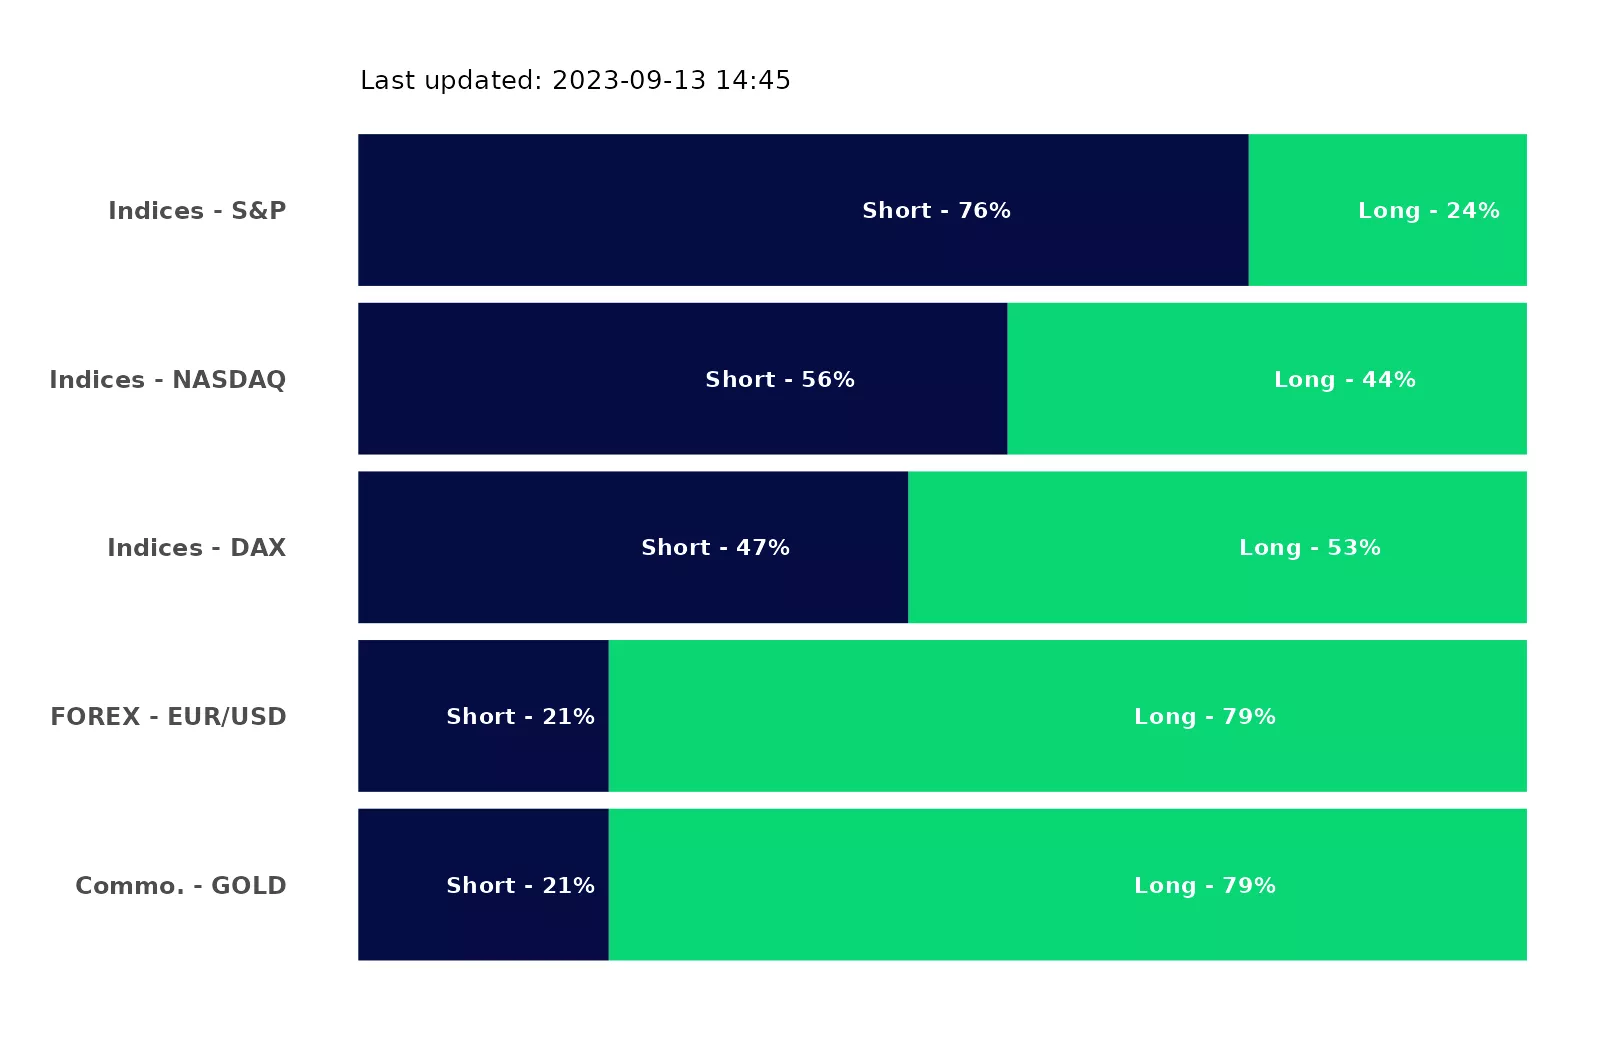 Last updated: 2023-09-13 14:45
Indices - S&P Short - 76% Long - 24%
Indices - NASDAQ Short - 56% Long - 44%
Indices - DAX Short - 47% Long - 53%
FOREX - EUR/USD Short - 21% Long - 79%
Commo. - GOLD Short - 21% Long - 79%